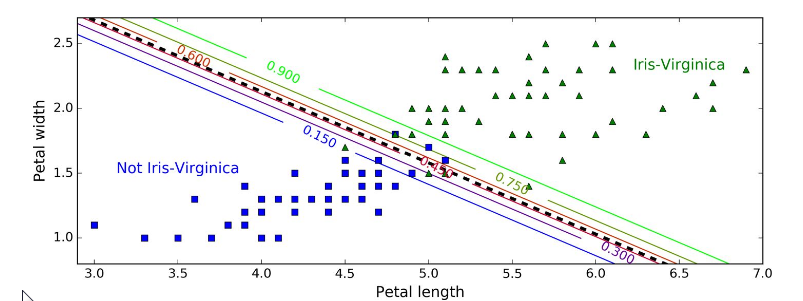 2.5
2.0
1.5
1.0
Petal width
0.600
0.900
Iris-Virginica
0.150
Not Iris-Virginica
0.450
0.750
0.300
3.0 3.5 4.0 4.5 5.0 5.5 6.0 6.5 7.0
Petal length